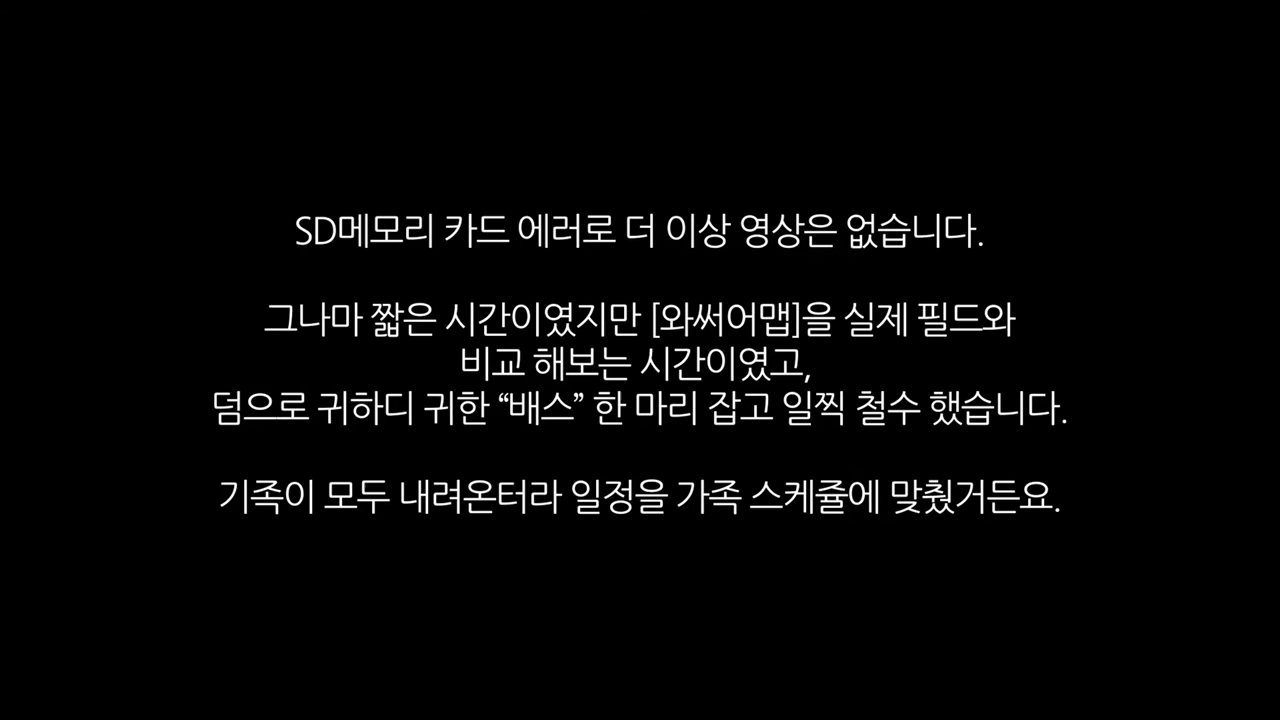 SD메모리 카드 에러로 더 이상 영상은 없습니다.
그나마 짧은 시간이였지만 [와써어맵]을 실제 필드와
비교 해보는 시간이였고,
덤으로 귀하디 귀한 “배스” 한 마리 잡고 일찍 철수 했습니다.
기족이 모두 내려온터라 일정을 가족 스케쥴에 맞췄거든요.